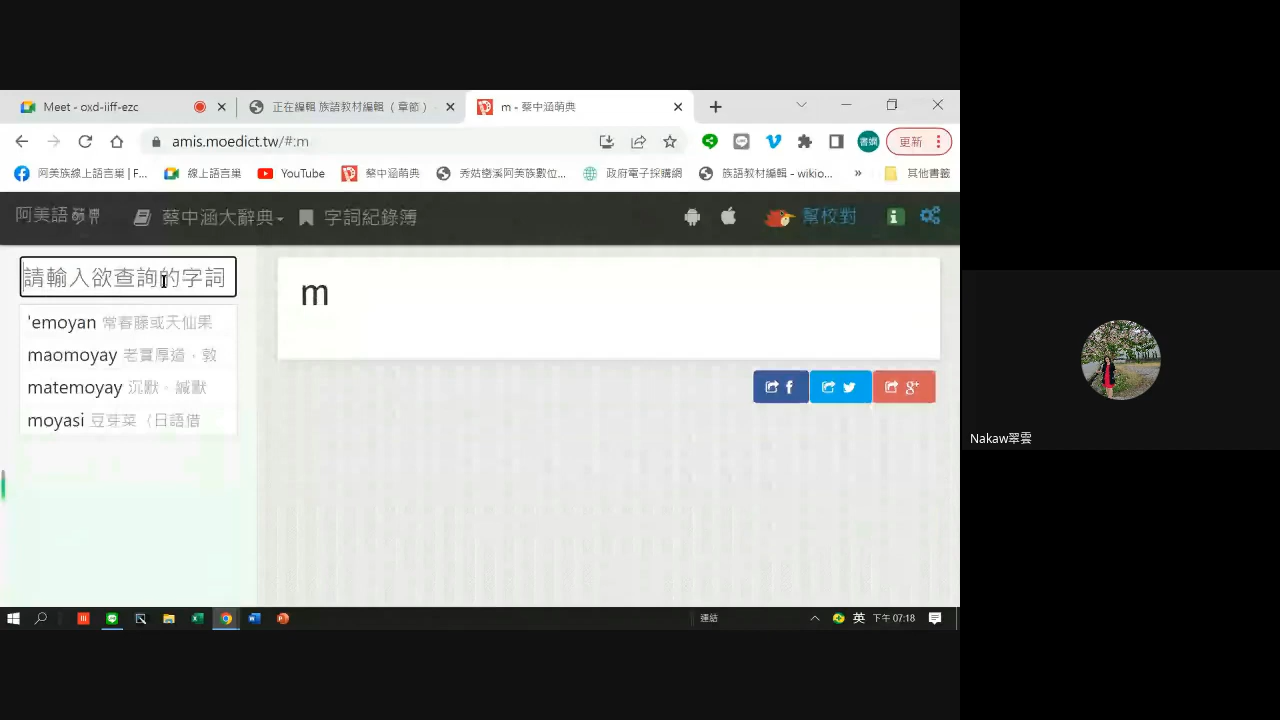 Meet - oxd-iiff-ezc
正在編輯 族語教材編輯 （章節）
m - 蔡中涵萌典
amis.moedict.tw/#:m
書嫻
更新
阿美族線上語言巢 | F...
線上語言巢
YouTube
蔡中涵萌典
秀姑巒溪阿美族數位...
政府電子採購網
族語教材編輯 - wikio...
»
其他書籤
阿美語萌典
蔡中涵大辭典
字詞紀錄簿
幫校對
請輸入欲查詢的字詞
'emoyan 常春藤或天仙果
maomoyay 老實厚道，敦
matemoyay 沉默，緘默
moyasi 豆芽菜（日語借
m
連結
英
下午 07:18
Nakaw翠雲